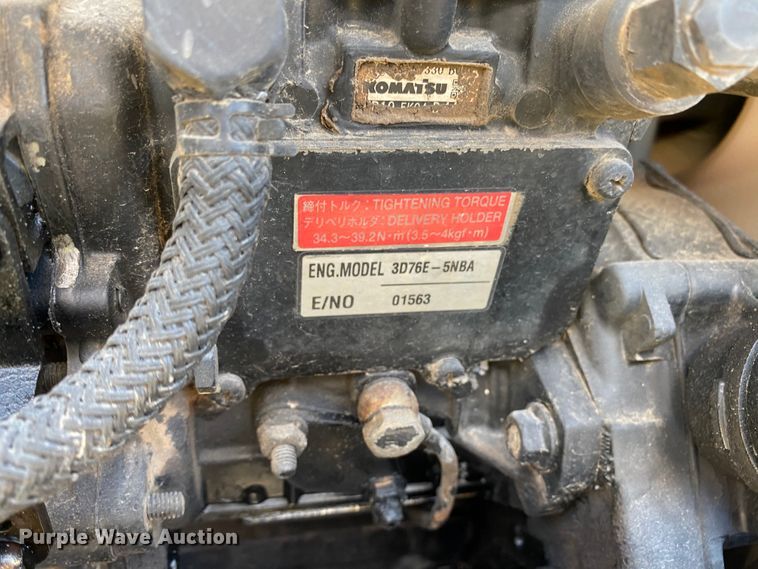 330 B
KOMATSU
締付トルク：TIGHTENING TORQUE
デリベリホルダ：DELIVERY HOLDER
34.3～39.2N·m(3.5～4kgf·m)
ENG.MODEL 3D76E-5NBA
E/NO 01563
Purple Wave Auction®